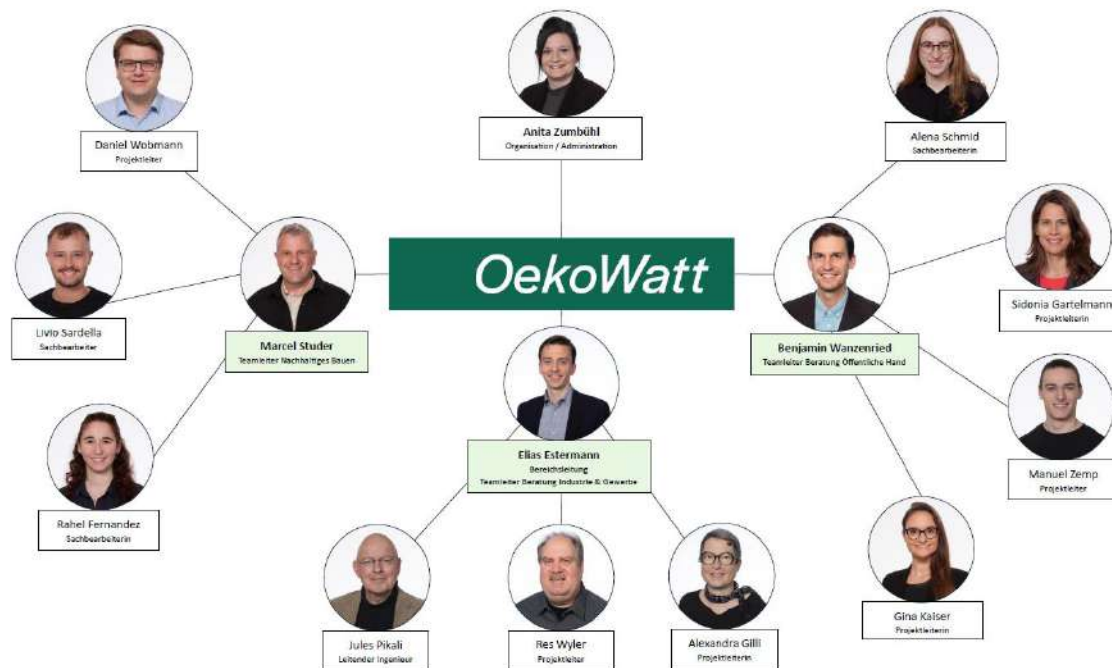 Daniel Wobmann
Projektleiter
Anita Zumbühl
Organisation / Administration
Alena Schmid
Sachbearbeiterin
OekoWatt
Livio Sardella
Sachbearbeiter
Marcel Studer
Teamleiter Nachhaltiges Bauen
Benjamin Wanzenried
Teamleiter Beratung Öffentliche Hand
Sidonia Gartelmann
Projektleiterin
Elias Estermann
Bereichsleitung
Teamleiter Beratung Industrie & Gewerbe
Manuel Zemp
Projektleiter
Rahel Fernandez
Sachbearbeiterin
Gina Kaiser
Projektleiterin
Jules Pikali
Leitender Ingenieur
Res Wyler
Projektleiter
Alexandra Gilli
Projektleiterin